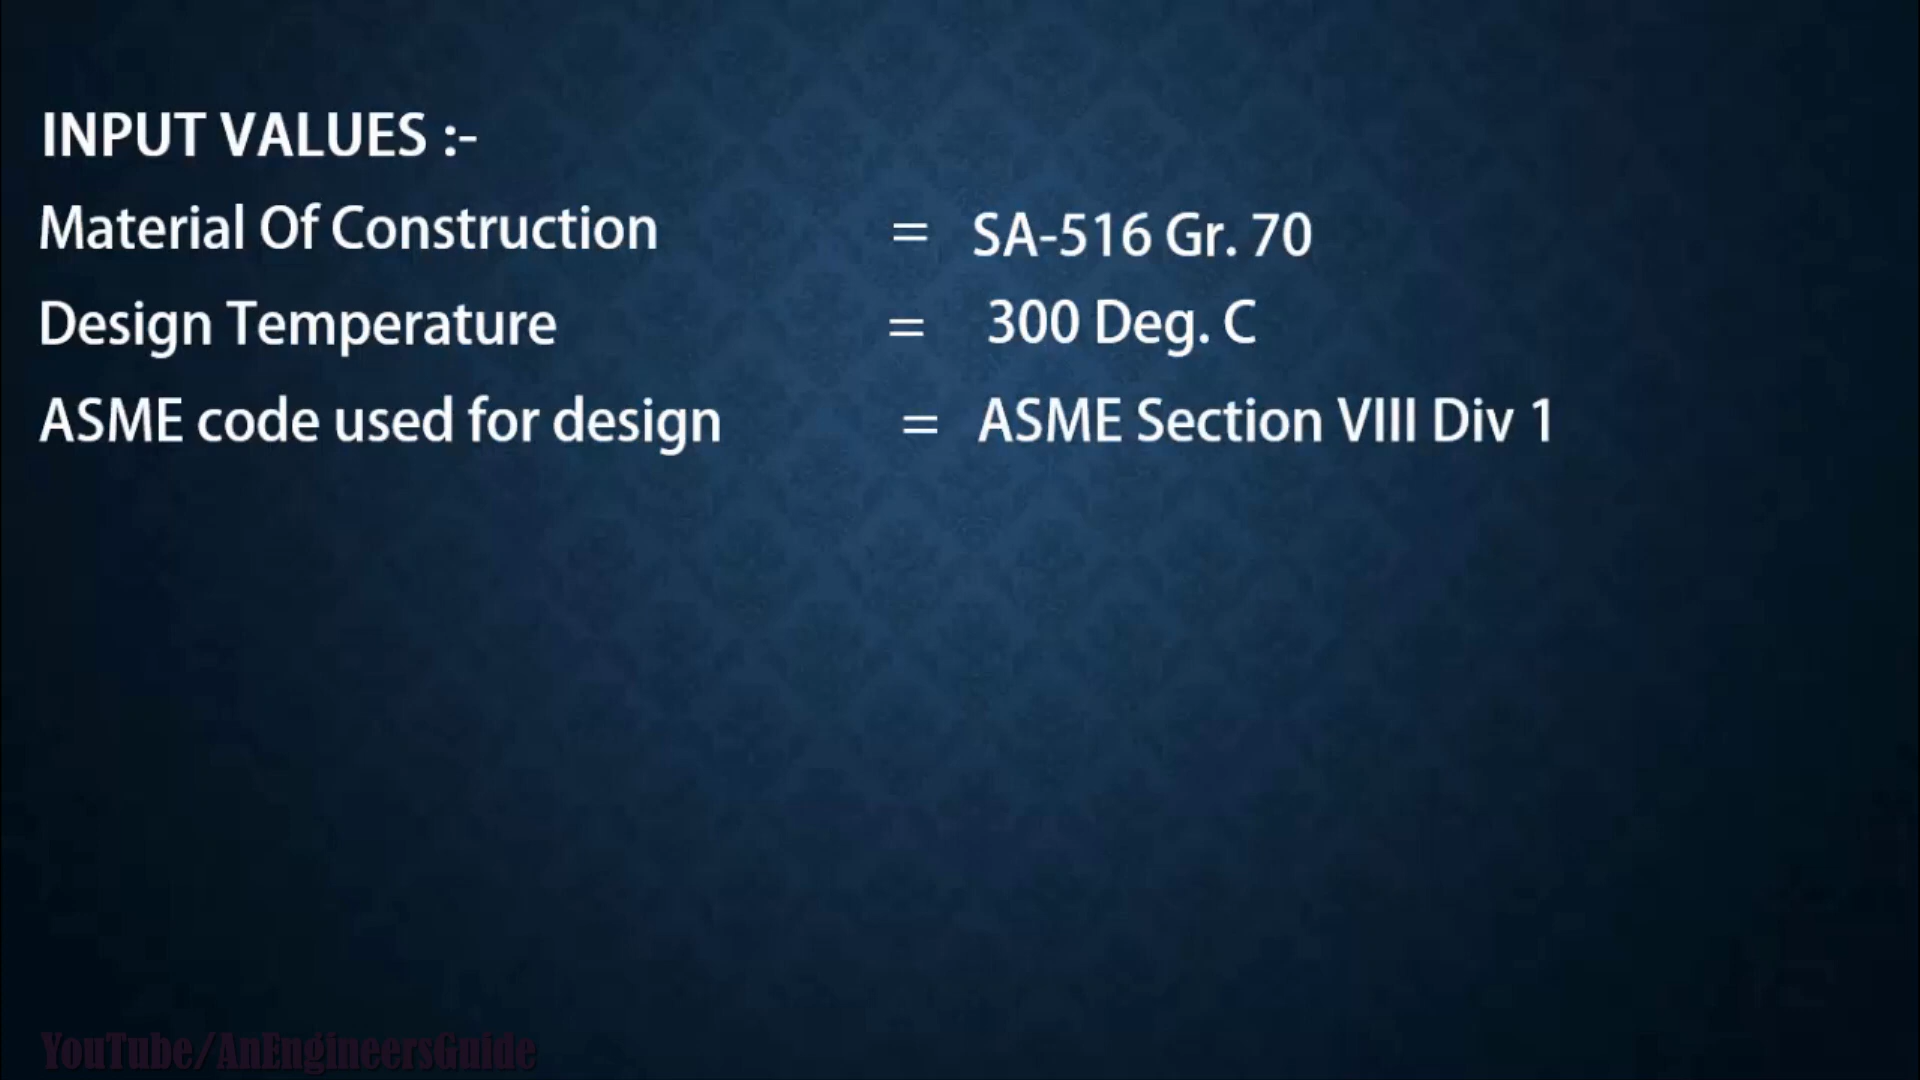 INPUT VALUES :-
Material Of Construction = SA-516 Gr. 70
Design Temperature = 300 Deg. C
ASME code used for design = ASME Section VIII Div 1
YouTube/AnEngineersGuide